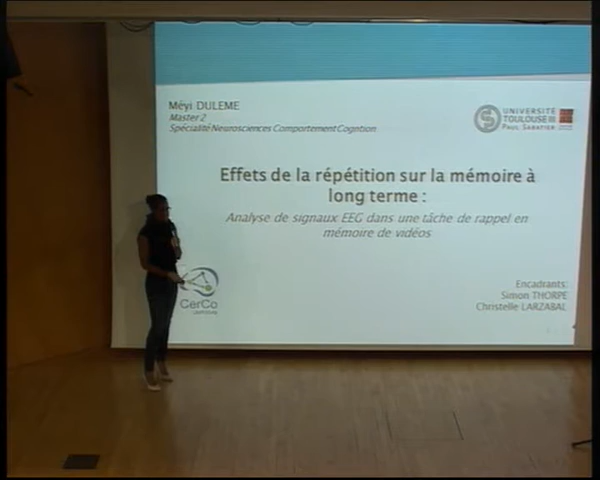 Méyi DULEME
Master 2
Spécialité Neurosciences Comportement Cognition
UNIVERSITÉ
TOULOUSE III
PAUL SABATIER
Effets de la répétition sur la mémoire à
long terme :
Analyse de signaux EEG dans une tâche de rappel en
mémoire de vidéos
CerCo
Encadrants:
Simon THORPE
Christelle LARZABAL